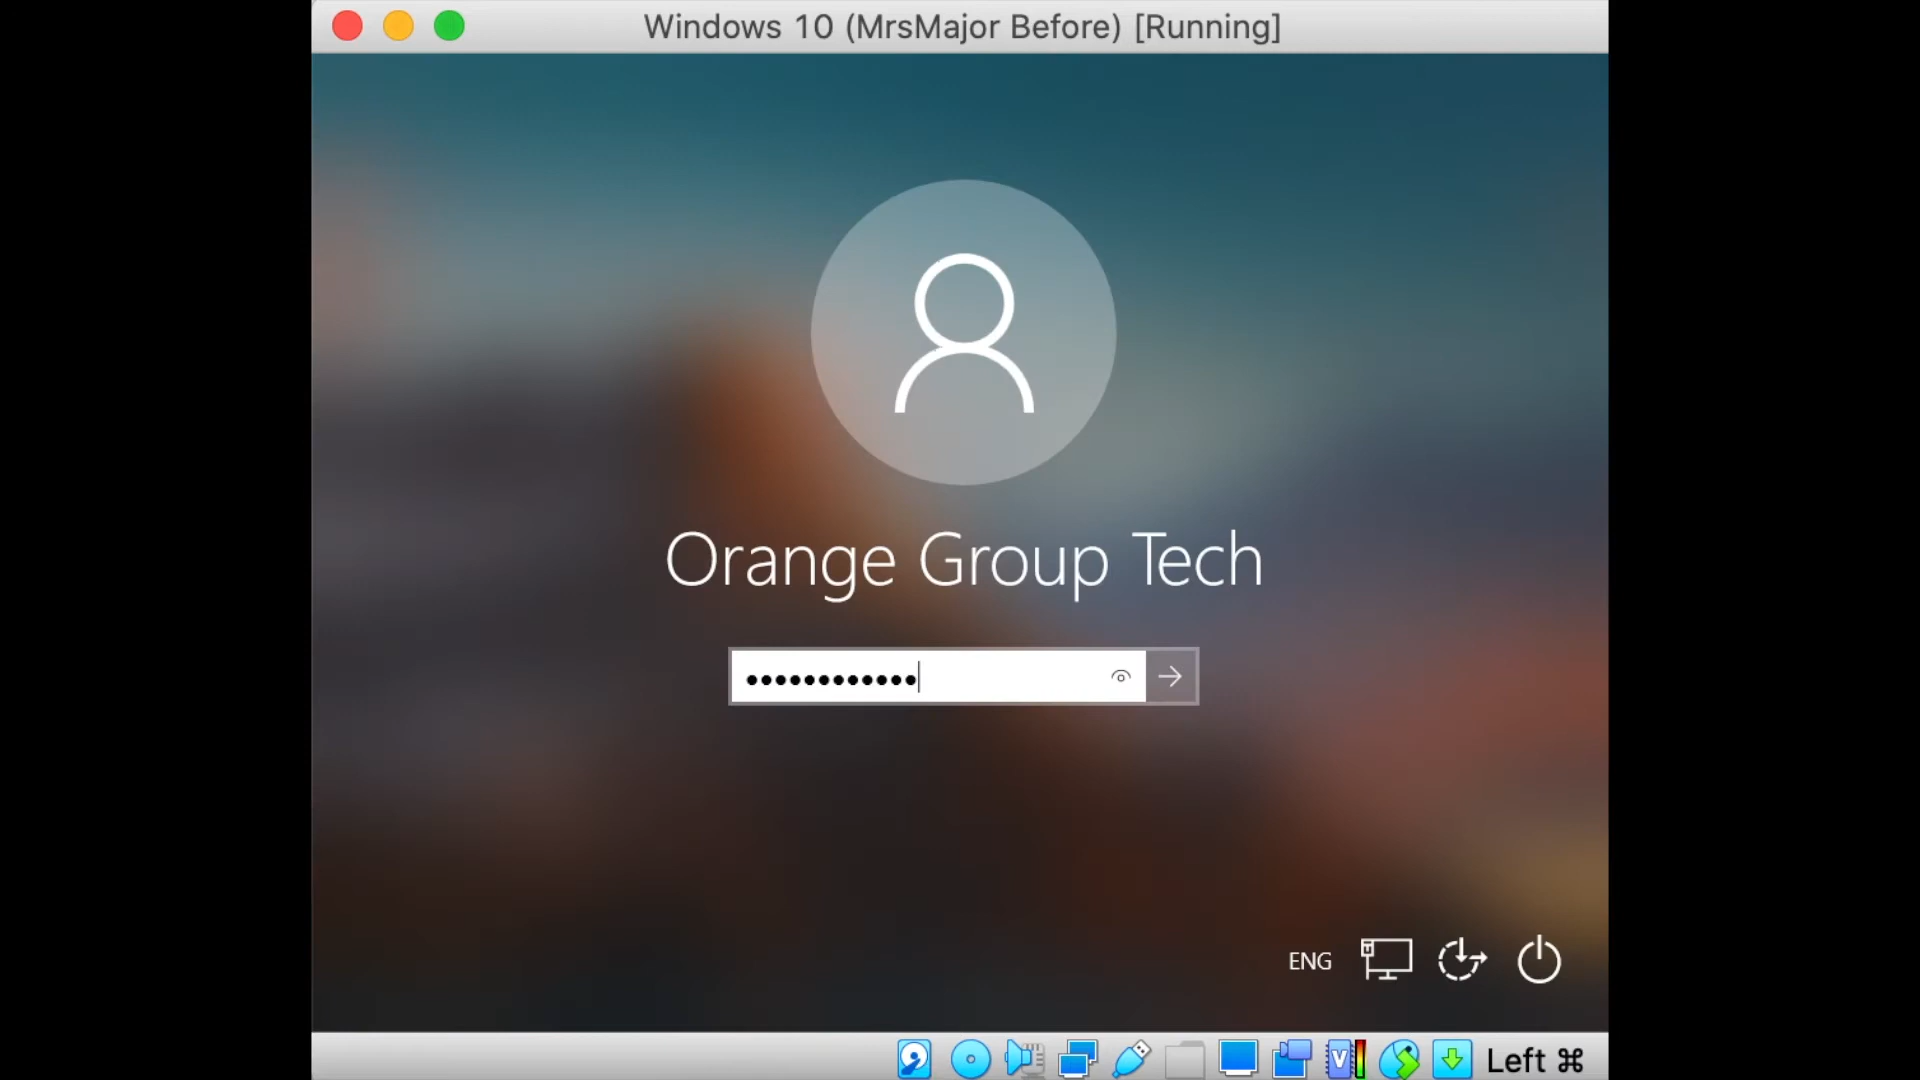 Windows 10 (MrsMajor Before) [Running]
Orange Group Tech
ENG
Left ⌘